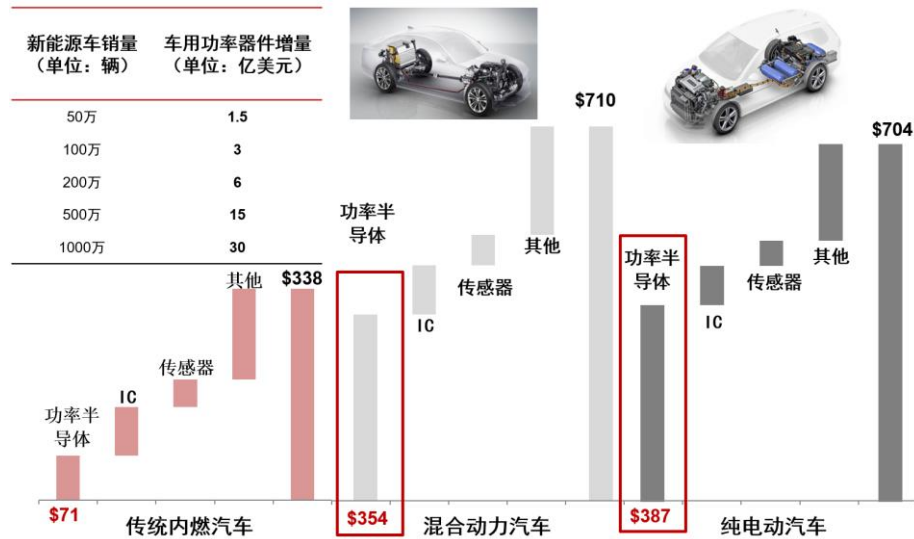 新能源车销量 车用功率器件增量
（单位：辆） （单位：亿美元）
50万 1.5
100万 3
200万 6
500万 15
1000万 30
功率半
导体
IC
传感器
其他
$338
$71
传统内燃汽车
功率半
导体
IC
传感器
其他
$710
$354
混合动力汽车
功率半
导体
IC
传感器
其他
$704
$387
纯电动汽车